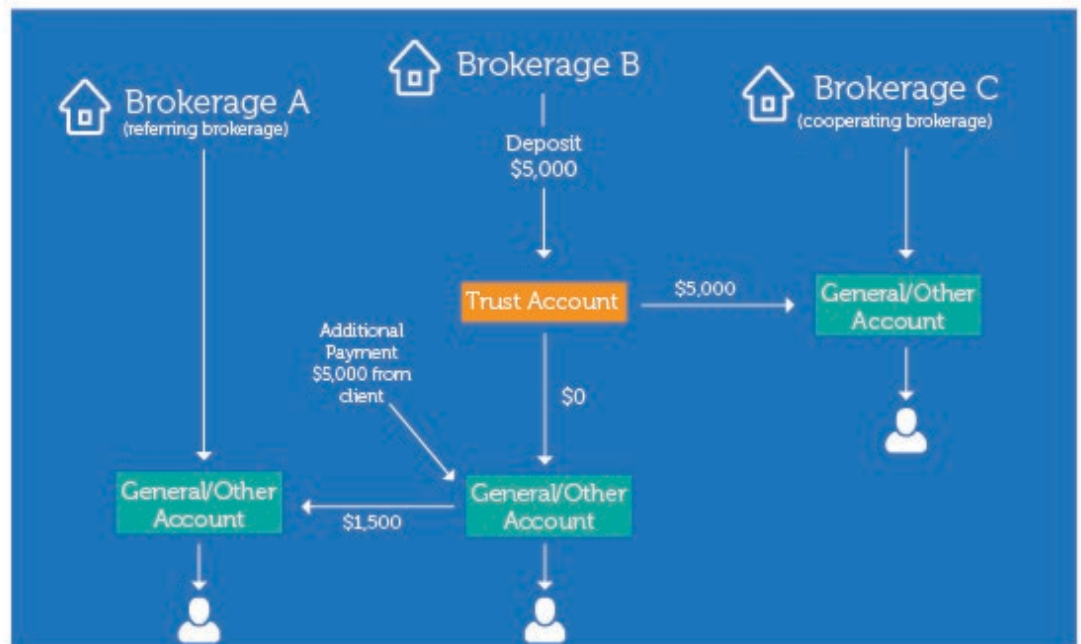 Brokerage A
(referring brokerage)
Brokerage B
Brokerage C
(cooperating brokerage)
Deposit
$5,000
Trust Account
$5,000
General/Other
Account
Additional
Payment
$5,000 from
client
$0
General/Other
Account
$1,500
General/Other
Account